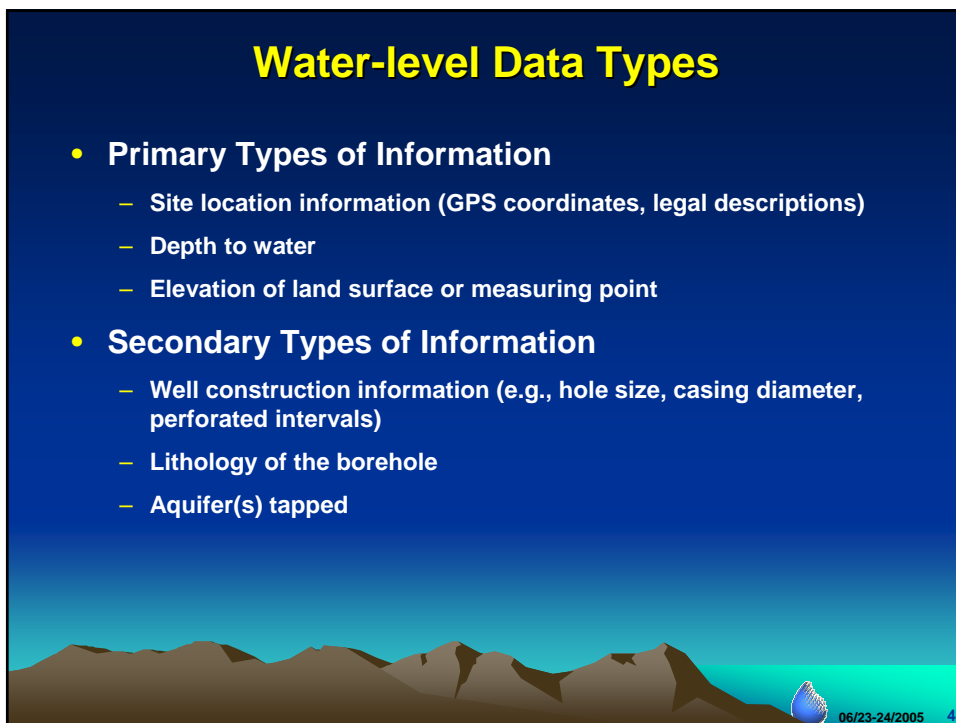 Water-level Data Types
• Primary Types of Information
– Site location information (GPS coordinates, legal descriptions)
– Depth to water
– Elevation of land surface or measuring point
• Secondary Types of Information
– Well construction information (e.g., hole size, casing diameter,
perforated intervals)
– Lithology of the borehole
– Aquifer(s) tapped
06/23-24/2005 4